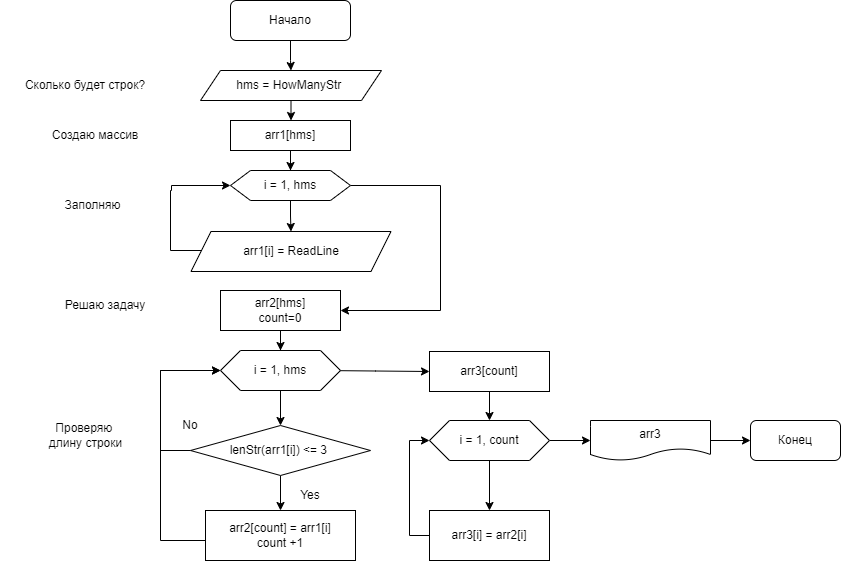 Начало
Сколько будет строк?
hms = HowManyStr
Создаю массив
arr1[hms]
i = 1, hms
Заполняю
arr1[i] = ReadLine
Решаю задачу
arr2[hms]
count=0
i = 1, hms
arr3[count]
Проверяю
длину строки
No
lenStr(arr1[i]) <= 3
Yes
arr2[count] = arr1[i]
count +1
i = 1, count
arr3[i] = arr2[i]
arr3
Конец